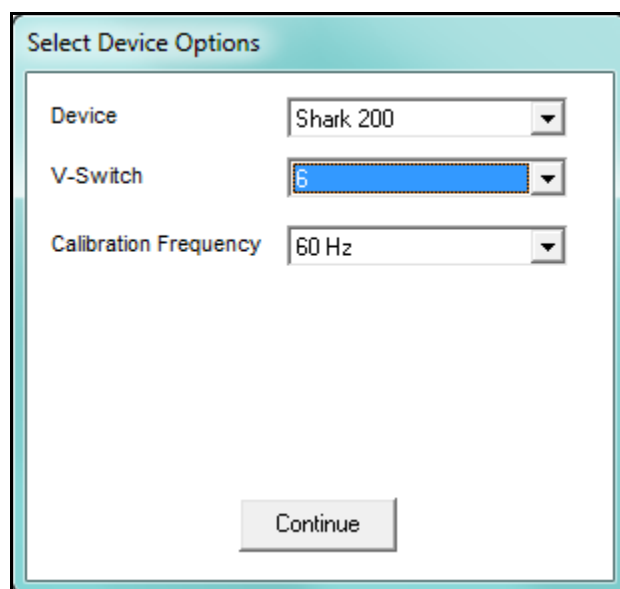 Select Device Options
Device Shark 200
V-Switch 6
Calibration Frequency 60 Hz
Continue